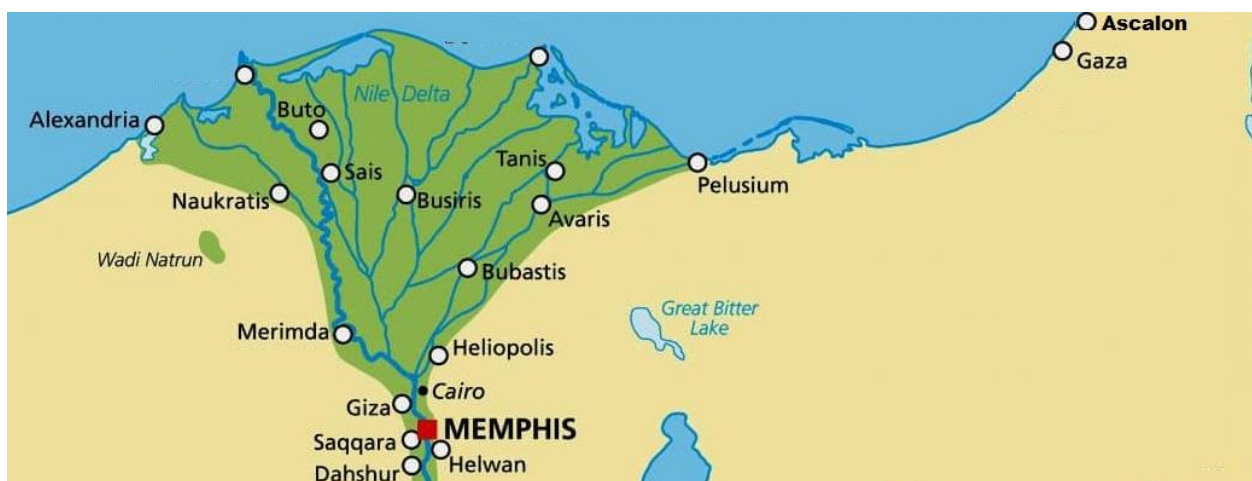 Ascalon
Gaza
Nile Delta
Buto
Alexandria
Tanis
Sais
Pelusium
Naukratis
Busiris
Avaris
Wadi Natrun
Bubastis
Great Bitter
Lake
Merimda
Heliopolis
Cairo
Giza
MEMPHIS
Saqqara
Helwan
Dahshur